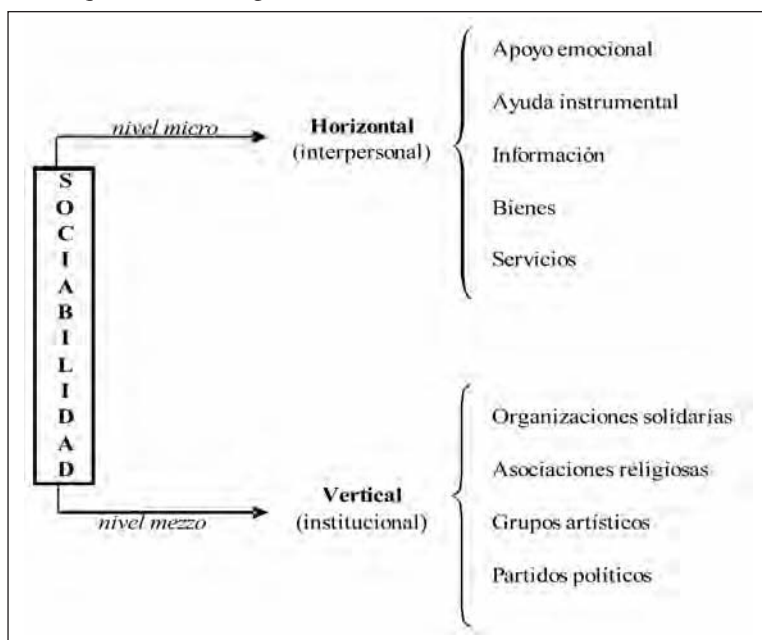 SOCIABILIDAD
nivel micro
Horizontal
(interpersonal)
Apoyo emocional
Ayuda instrumental
Información
Bienes
Servicios
nivel mezzo
Vertical
(institucional)
Organizaciones solidarias
Asociaciones religiosas
Grupos artísticos
Partidos políticos